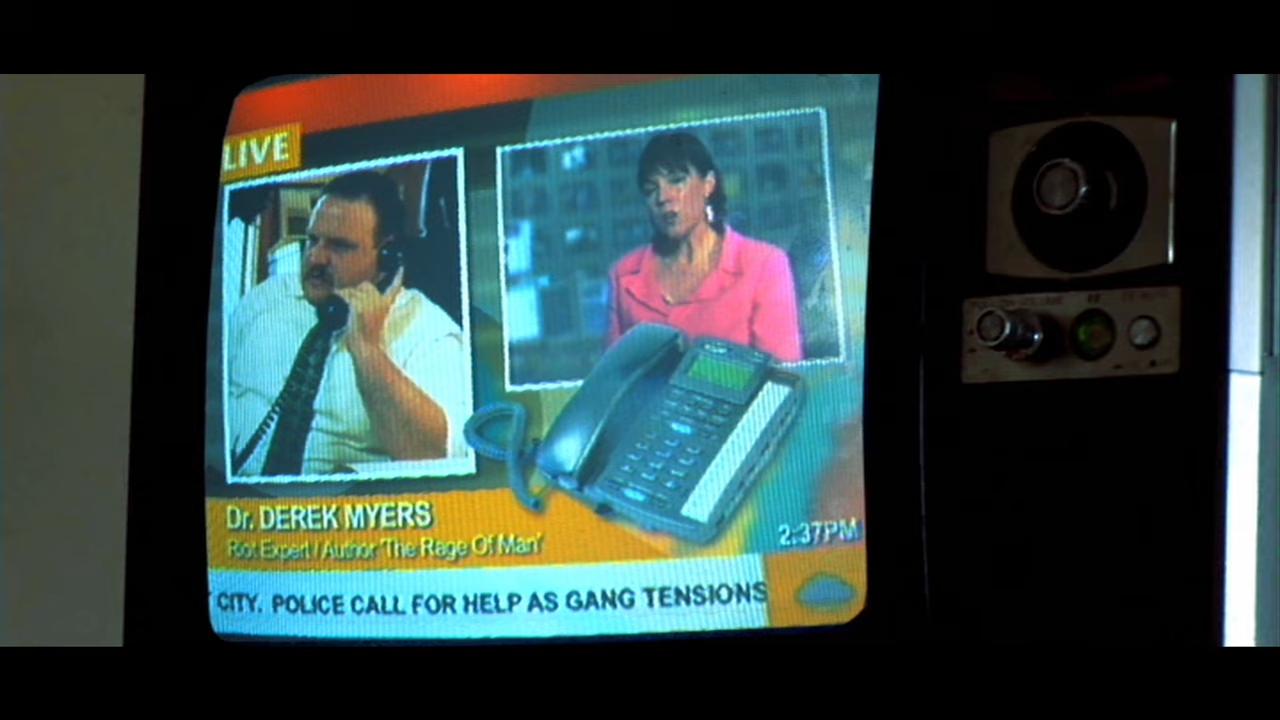 LIVE
Dr. DEREK MYERS
Riot Expert / Author 'The Rage Of Man'
2:37PM
CITY. POLICE CALL FOR HELP AS GANG TENSIONS